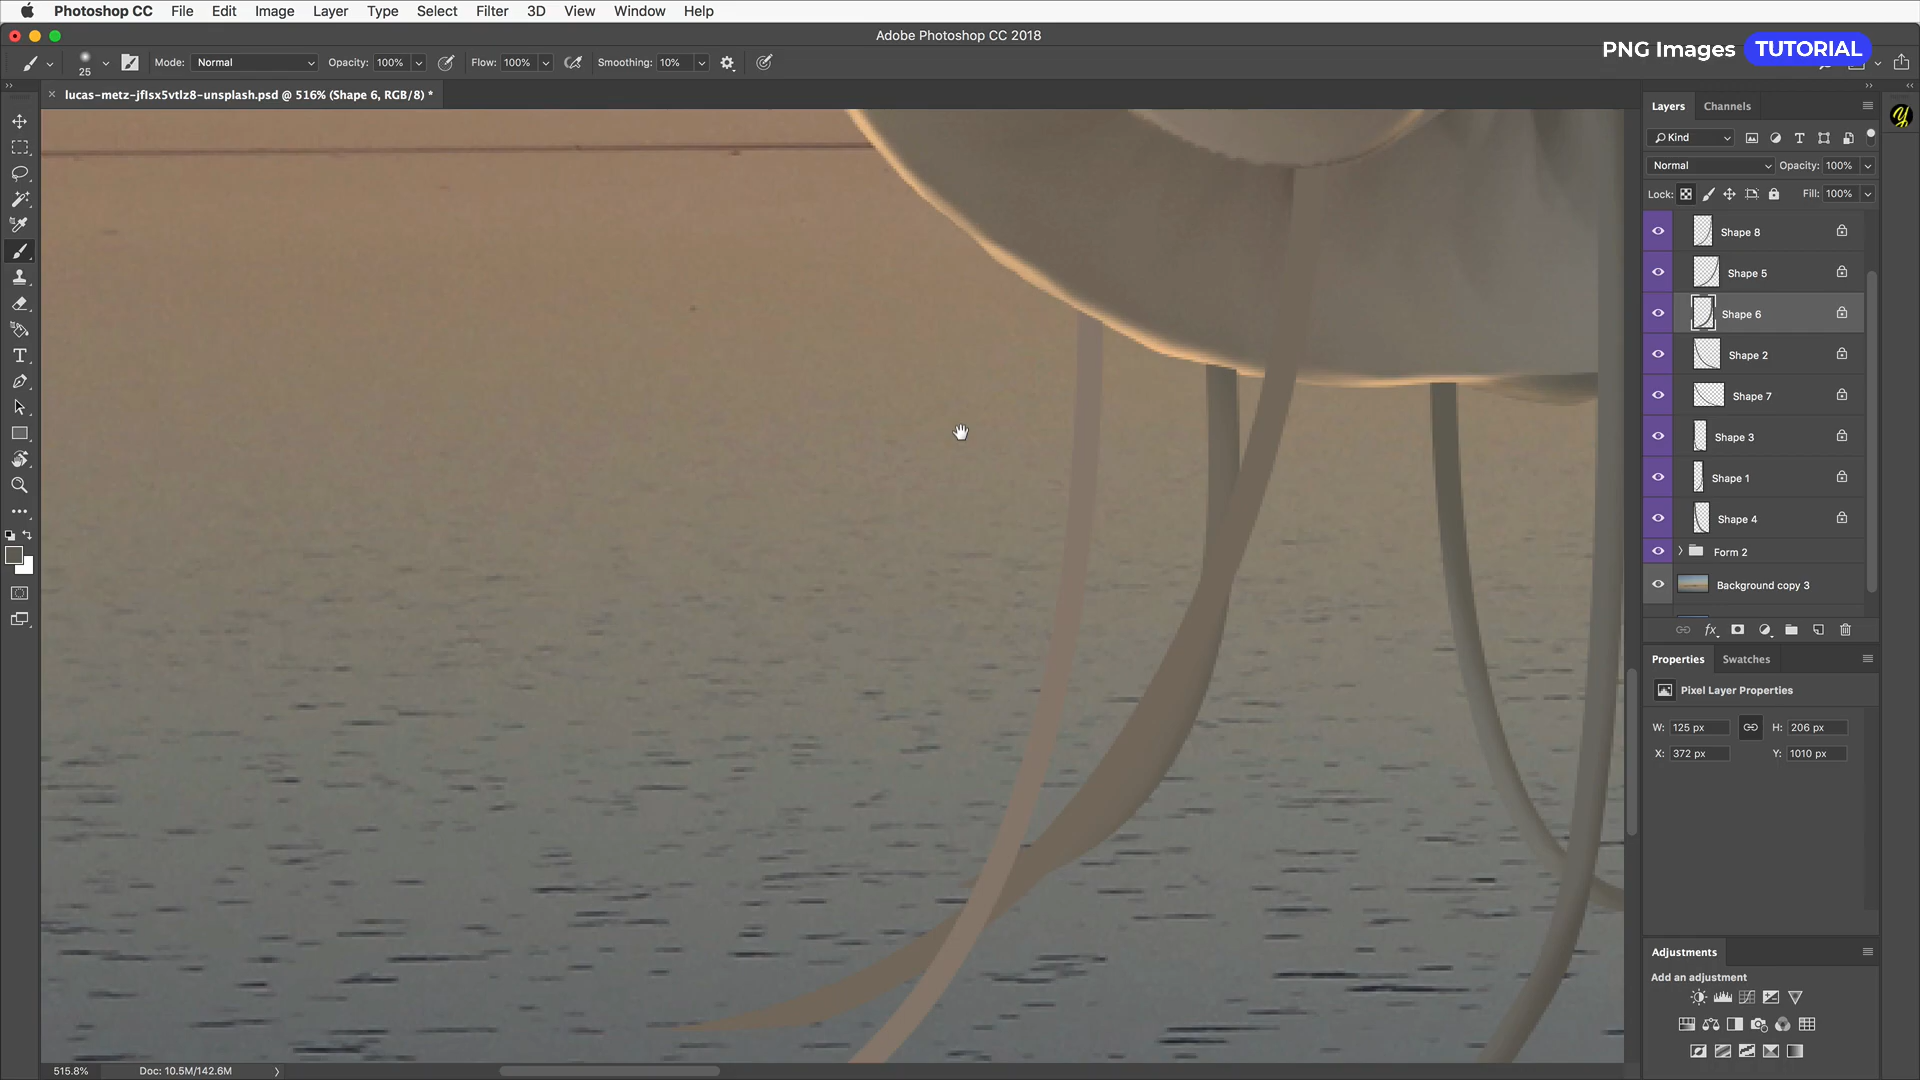 Photoshop CC File Edit Image Layer Type Select Filter 3D View Window Help
Adobe Photoshop CC 2018
PNG Images TUTORIAL
25 Mode: Normal Opacity: 100% Flow: 100% Smoothing: 10%
lucas-metz-jfIsx5vtIz8-unsplash.psd @ 516% (Shape 6, RGB/8) *
Layers Channels
Kind
Normal Opacity: 100%
Lock: Fill: 100%
Shape 8
Shape 5
Shape 6
Shape 2
Shape 7
Shape 3
Shape 1
Shape 4
Form 2
Background copy 3
fx
Properties Swatches
Pixel Layer Properties
W: 125 px H: 206 px
X: 372 px Y: 1010 px
Adjustments
Add an adjustment
515.8% Doc: 10.5M/142.6M